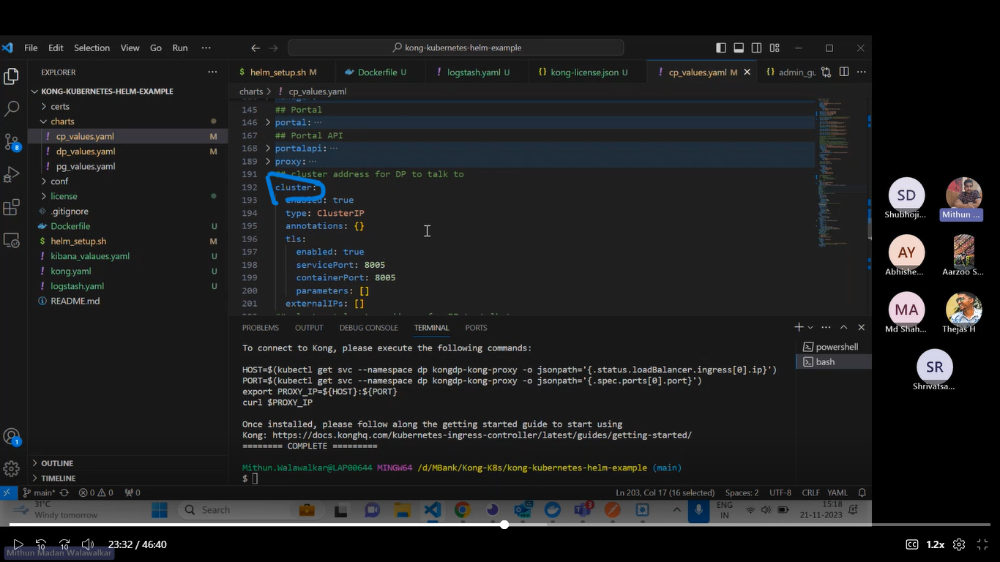 File Edit Selection View Go Run ···
kong-kubernetes-helm-example
EXPLORER
KONG-KUBERNETES-HELM-EXAMPLE
certs
charts
cp_values.yaml M
dp_values.yaml M
pg_values.yaml
conf
license
.gitignore
Dockerfile U
helm_setup.sh M
kibana_valaues.yaml U
kong.yaml U
logstash.yaml U
README.md
OUTLINE
TIMELINE
8
1
helm_setup.sh M Dockerfile U logstash.yaml U kong-license.json U cp_values.yaml M admin_gu
charts > cp_values.yaml
145 ## Portal
146 portal: ···
167 ## Portal API
168 portalapi: ···
189 proxy: ···
191 ## cluster address for DP to talk to
192 cluster:
193 enabled: true
194 type: ClusterIP
195 annotations: {}
196 tls:
197 enabled: true
198 servicePort: 8005
199 containerPort: 8005
200 parameters: []
201 externalIPs: []
PROBLEMS OUTPUT DEBUG CONSOLE TERMINAL PORTS
powershell
bash
To connect to Kong, please execute the following commands:
HOST=$(kubectl get svc --namespace dp kongdp-kong-proxy -o jsonpath='{.status.loadBalancer.ingress[0].ip}')
PORT=$(kubectl get svc --namespace dp kongdp-kong-proxy -o jsonpath='{.spec.ports[0].port}')
export PROXY_IP=${HOST}:${PORT}
curl $PROXY_IP
Once installed, please follow along the getting started guide to start using
Kong: https://docs.konghq.com/kubernetes-ingress-controller/latest/guides/getting-started/
======== COMPLETE =========
Mithun.Walawalkar@LAP00644 MINGW64 /d/MBank/Kong-K8s/kong-kubernetes-helm-example (main)
$
main* 0 0 0 Ln 203, Col 17 (16 selected) Spaces: 2 UTF-8 CRLF YAML
31°C
Windy tomorrow
Search
NEW
3
ENG
IN
15:18
21-11-2023
SD
Shubhoji...
Mithun ...
AY
Abhishe...
Aarzoo S...
MA
Md Shah...
Thejas H
SR
Shrivatsa...
10 10 23:32 / 46:40
CC 1.2x
Mithun Madan Walawalkar